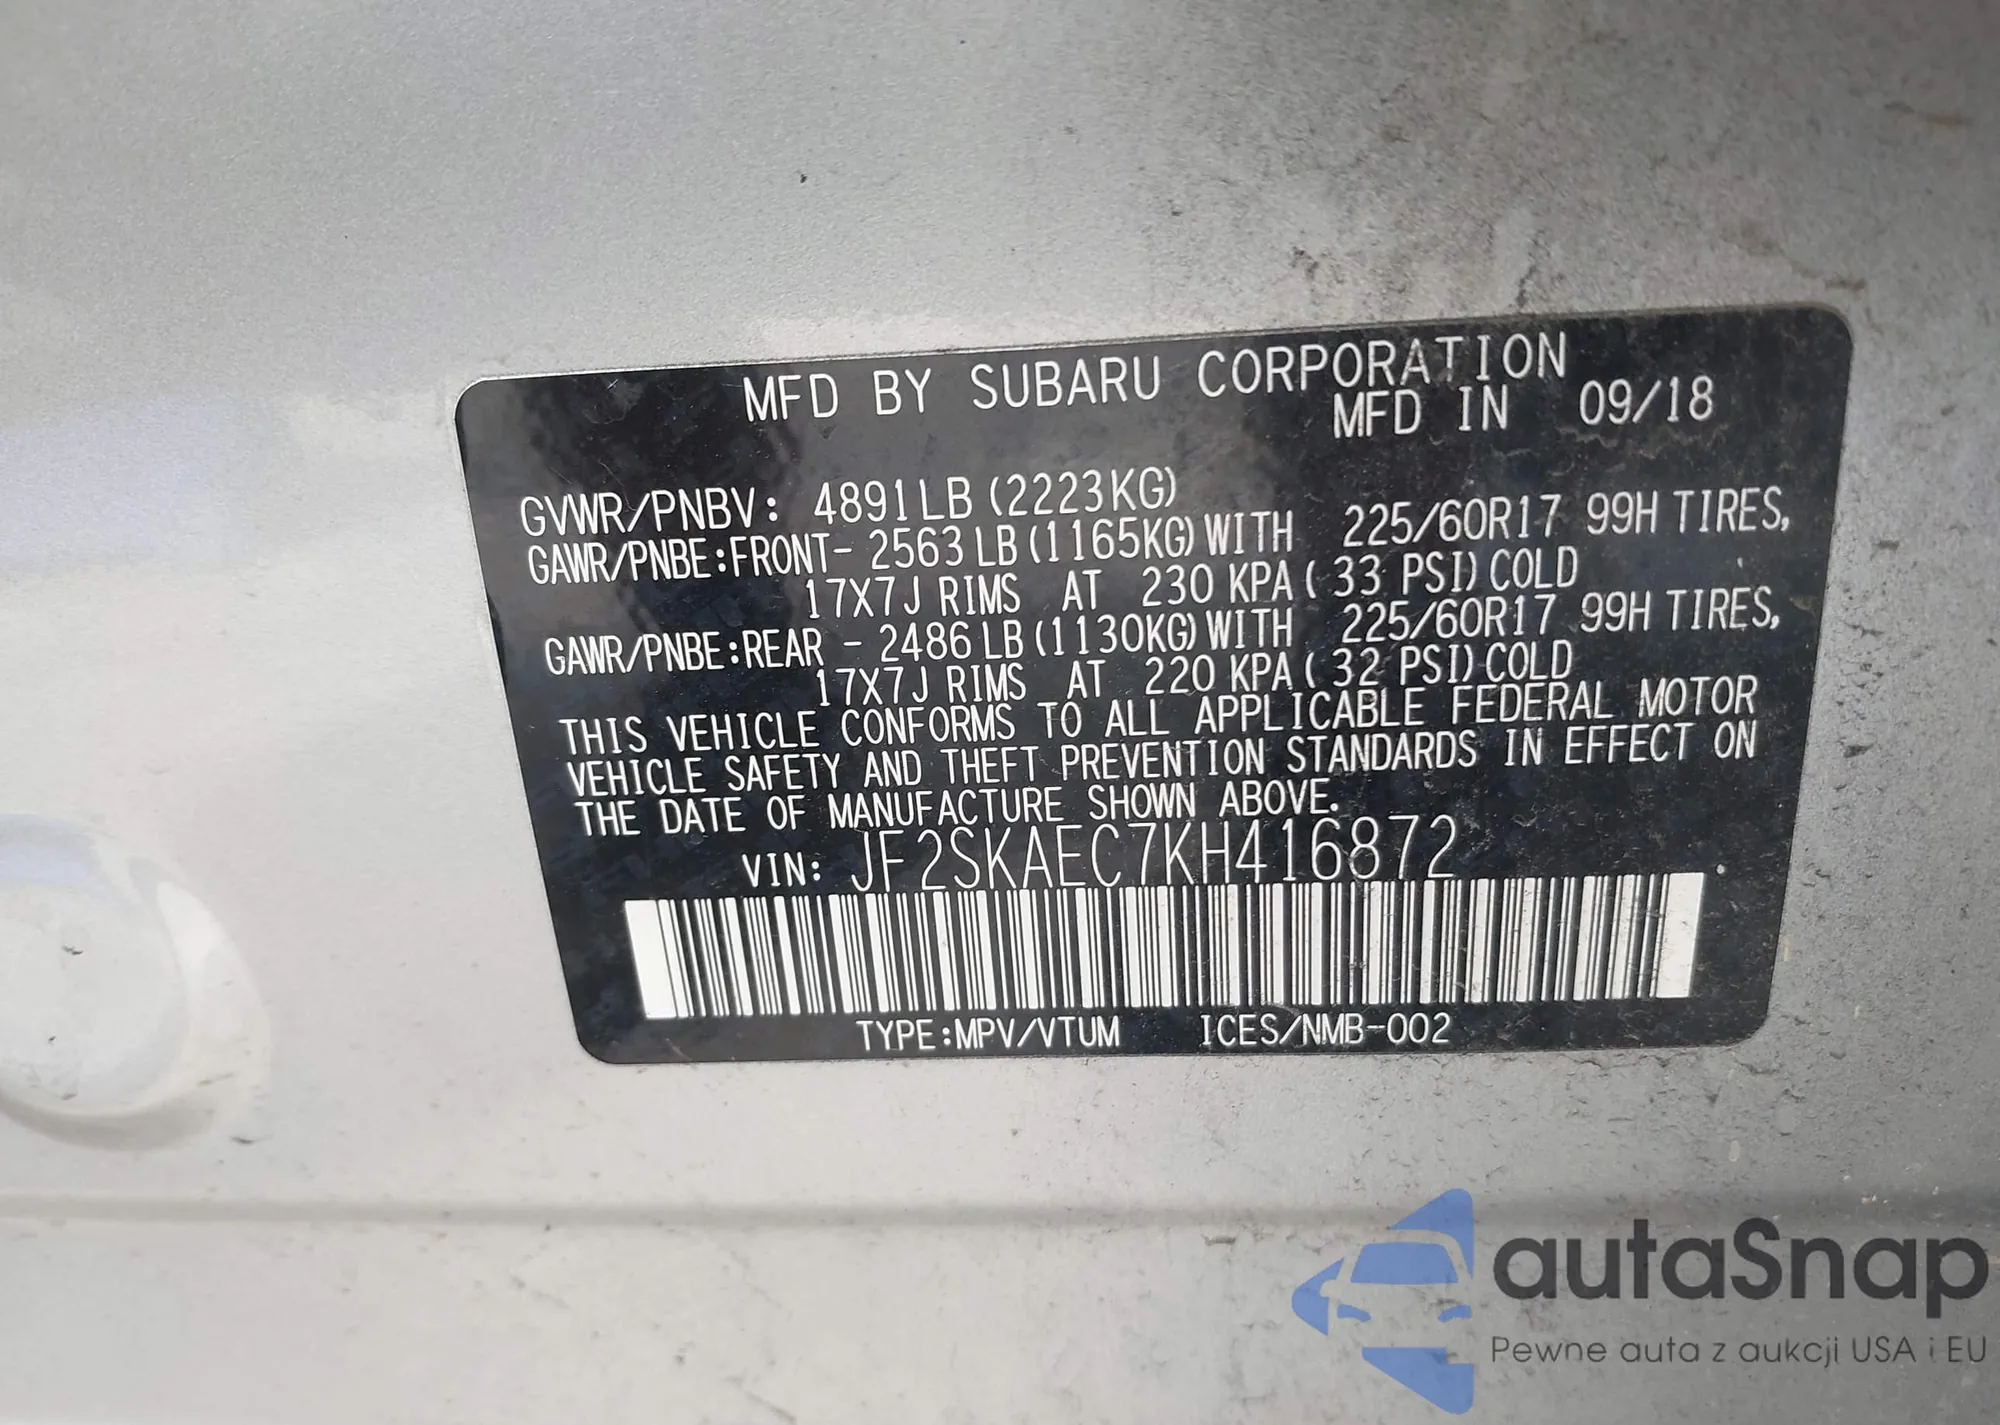 MFD BY SUBARU CORPORATION
MFD IN 09/18
GVWR/PNBV: 4891LB (2223KG)
GAWR/PNBE:FRONT- 2563 LB (1165KG) WITH 225/60R17 99H TIRES,
17X7J RIMS AT 230 KPA ( 33 PSI) COLD
GAWR/PNBE:REAR - 2486 LB (1130KG) WITH 225/60R17 99H TIRES,
17X7J RIMS AT 220 KPA ( 32 PSI) COLD
THIS VEHICLE CONFORMS TO ALL APPLICABLE FEDERAL MOTOR
VEHICLE SAFETY AND THEFT PREVENTION STANDARDS IN EFFECT ON
THE DATE OF MANUFACTURE SHOWN ABOVE.
VIN: JF2SKAEC7KH416872
TYPE:MPV/VTUM ICES/NMB-002
autaSnap
Pewne auta z aukcji USA i EU